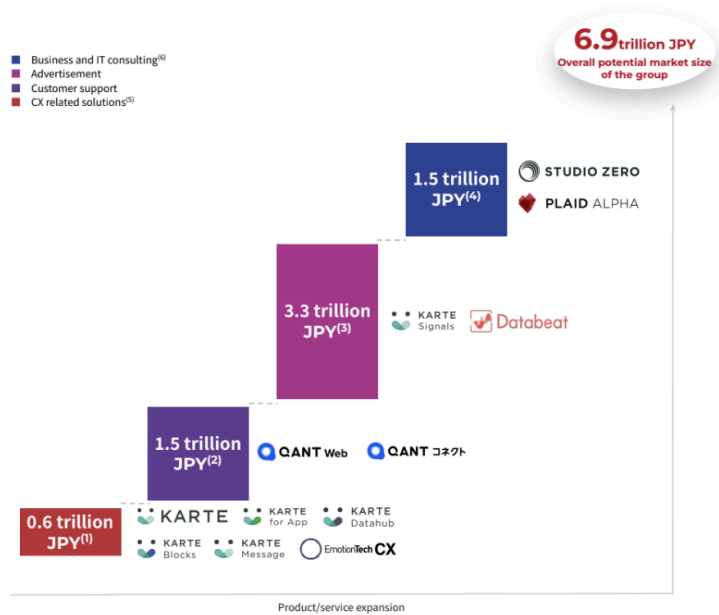 6.9 trillion JPY
Overall potential market size
of the group
Business and IT consulting(6)
Advertisement
Customer support
CX related solutions(5)
1.5 trillion
JPY(4)
STUDIO ZERO
PLAID ALPHA
3.3 trillion
JPY(3)
KARTE
Signals
Databeat
1.5 trillion
JPY(2)
QANT Web
QANT コネクト
0.6 trillion
JPY(1)
KARTE
KARTE
for App
KARTE
Datahub
KARTE
Blocks
KARTE
Message
EmotionTech CX
Product/service expansion